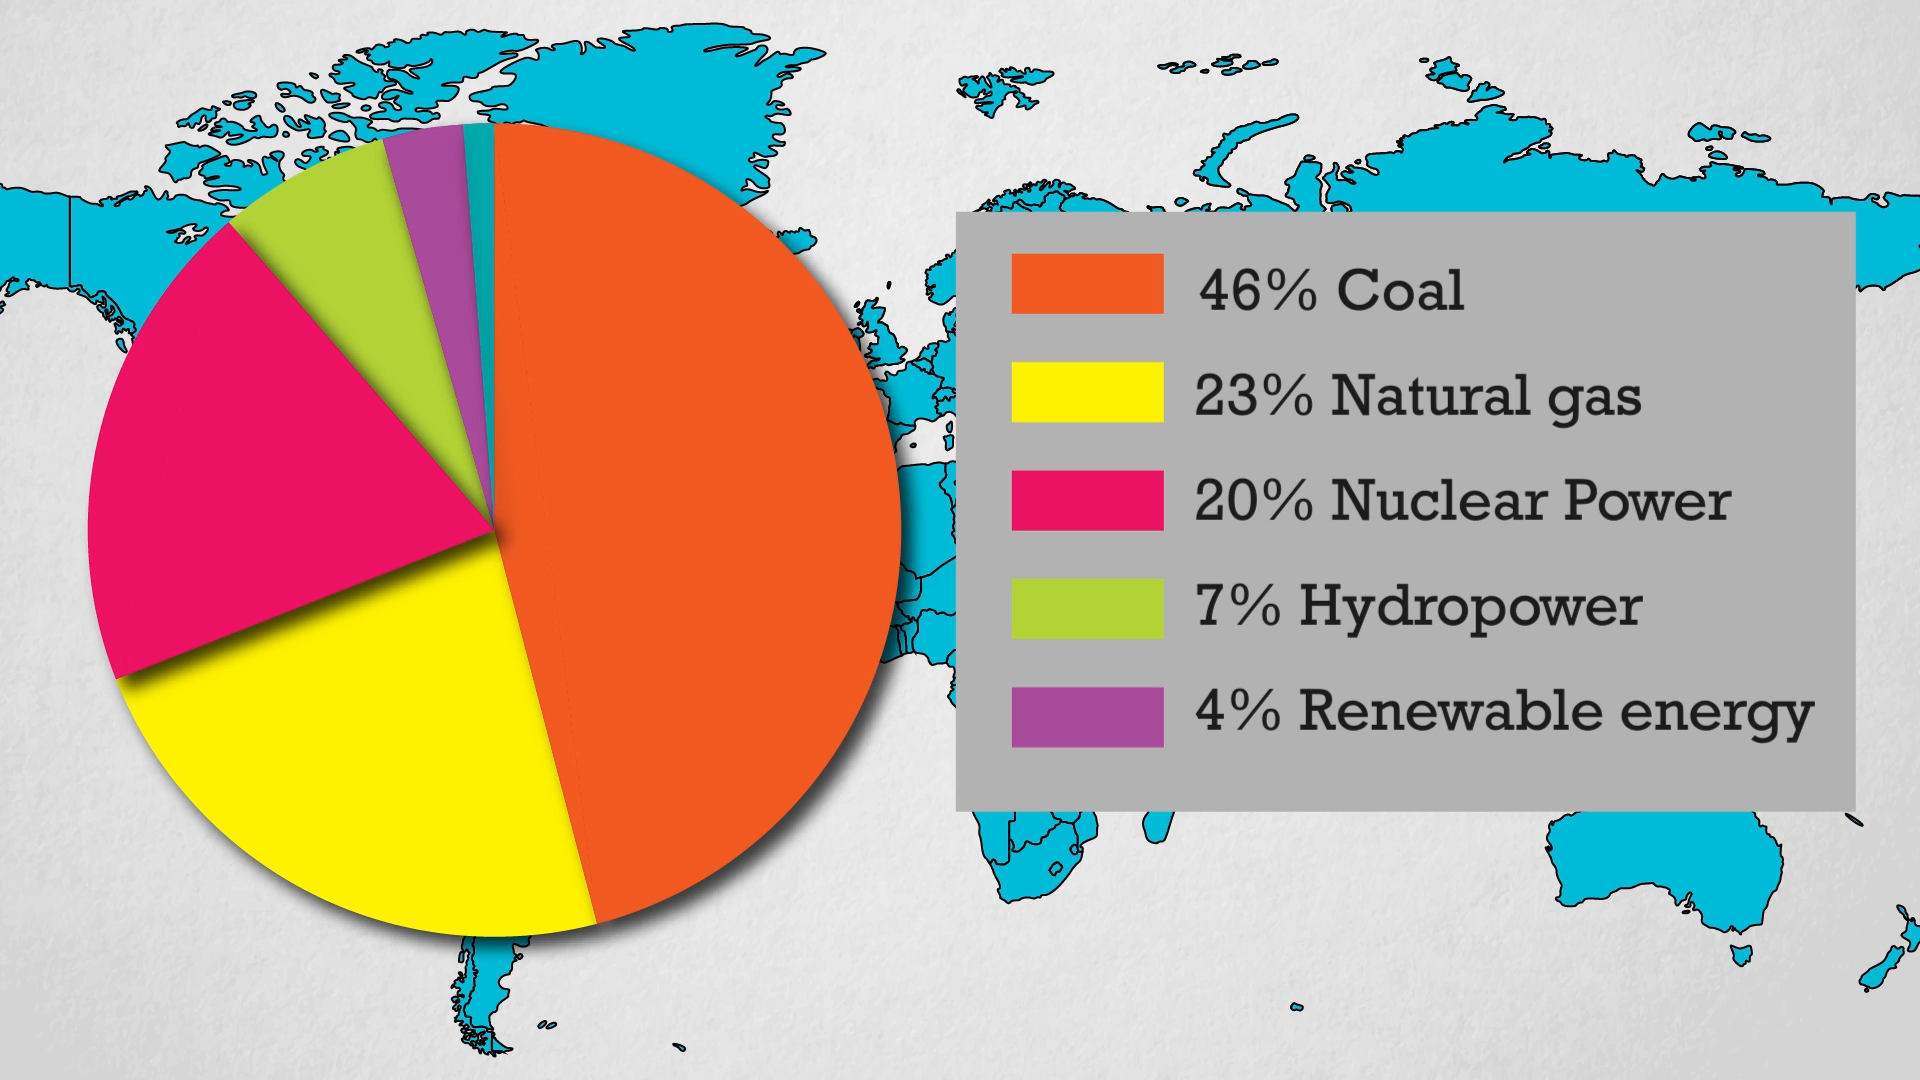 46% Coal
23% Natural gas
20% Nuclear Power
7% Hydropower
4% Renewable energy